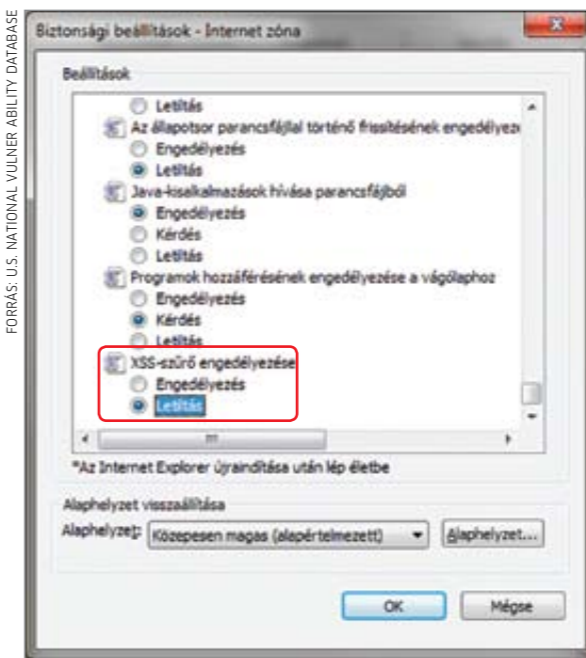 FORRÁS: U.S. NATIONAL VULNER ABILITY DATABASE
Biztonsági beállítások - Internet zóna
Beállítások
Letiltás
Az állapotsor parancsfájllal történő frissítésének engedélyezé
Engedélyezés
Letiltás
Java-kisalkalmazások hívása parancsfájlból
Engedélyezés
Kérdés
Letiltás
Programok hozzáférésének engedélyezése a vágólaphoz
Engedélyezés
Kérdés
Letiltás
XSS-szűrő engedélyezése
Engedélyezés
Letiltás
*Az Internet Explorer újraindítása után lép életbe
Alaphelyzet visszaállítása
Alaphelyzet: Közepesen magas (alapértelmezett) Alaphelyzet...
OK Mégse